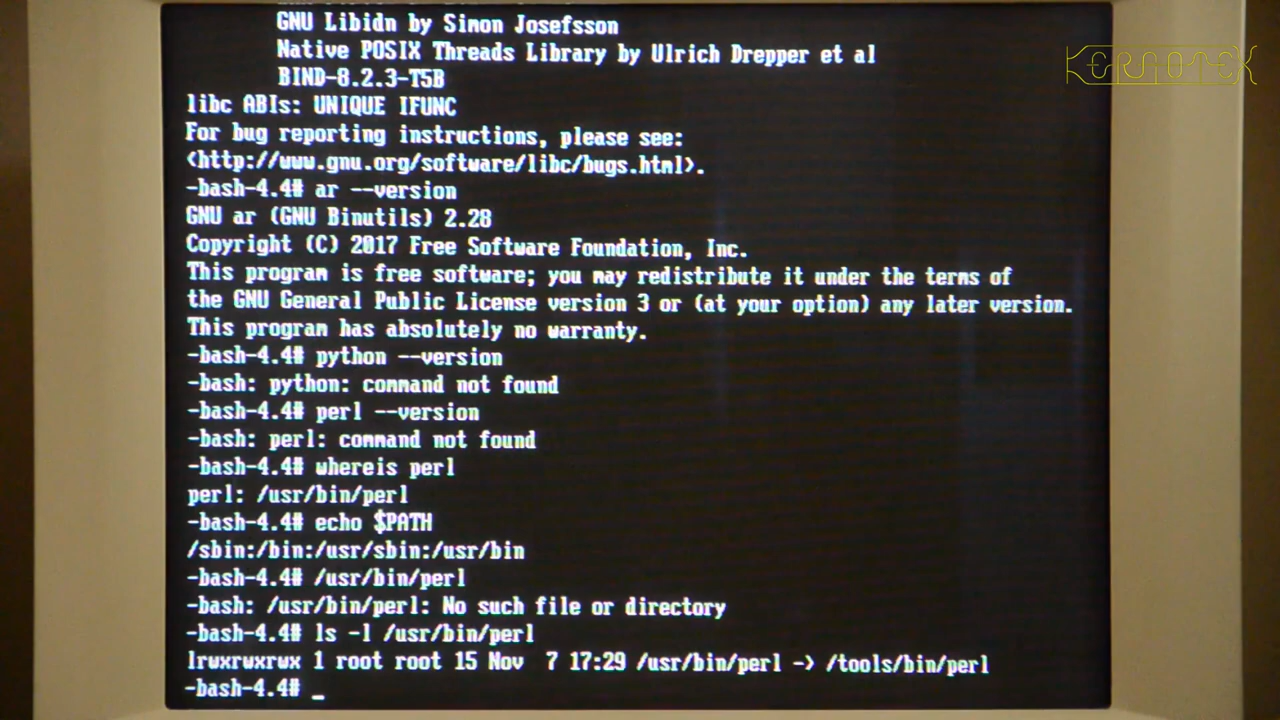 GNU Libidn by Simon Josefsson
Native POSIX Threads Library by Ulrich Drepper et al
BIND-8.2.3-T5B
libc ABIs: UNIQUE IFUNC
For bug reporting instructions, please see:
<http://www.gnu.org/software/libc/bugs.html>.
-bash-4.4# ar --version
GNU ar (GNU Binutils) 2.28
Copyright (C) 2017 Free Software Foundation, Inc.
This program is free software; you may redistribute it under the terms of
the GNU General Public License version 3 or (at your option) any later version.
This program has absolutely no warranty.
-bash-4.4# python --version
-bash: python: command not found
-bash-4.4# perl --version
-bash: perl: command not found
-bash-4.4# whereis perl
perl: /usr/bin/perl
-bash-4.4# echo $PATH
/sbin:/bin:/usr/sbin:/usr/bin
-bash-4.4# /usr/bin/perl
-bash: /usr/bin/perl: No such file or directory
-bash-4.4# ls -l /usr/bin/perl
lrwxrwxrwx 1 root root 15 Nov  7 17:29 /usr/bin/perl -> /tools/bin/perl
-bash-4.4# _